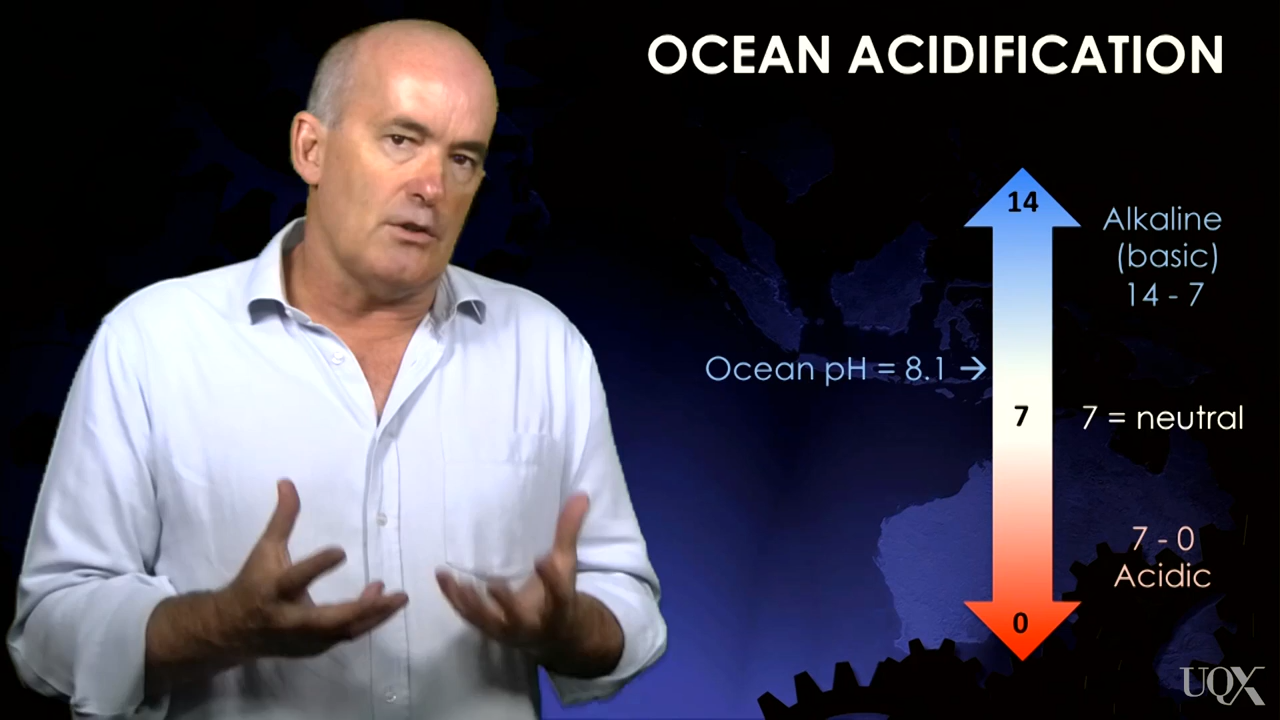 OCEAN ACIDIFICATION
14
Alkaline
(basic)
14 - 7
Ocean pH = 8.1 →
7
7 = neutral
7 - 0
Acidic
0
UQX